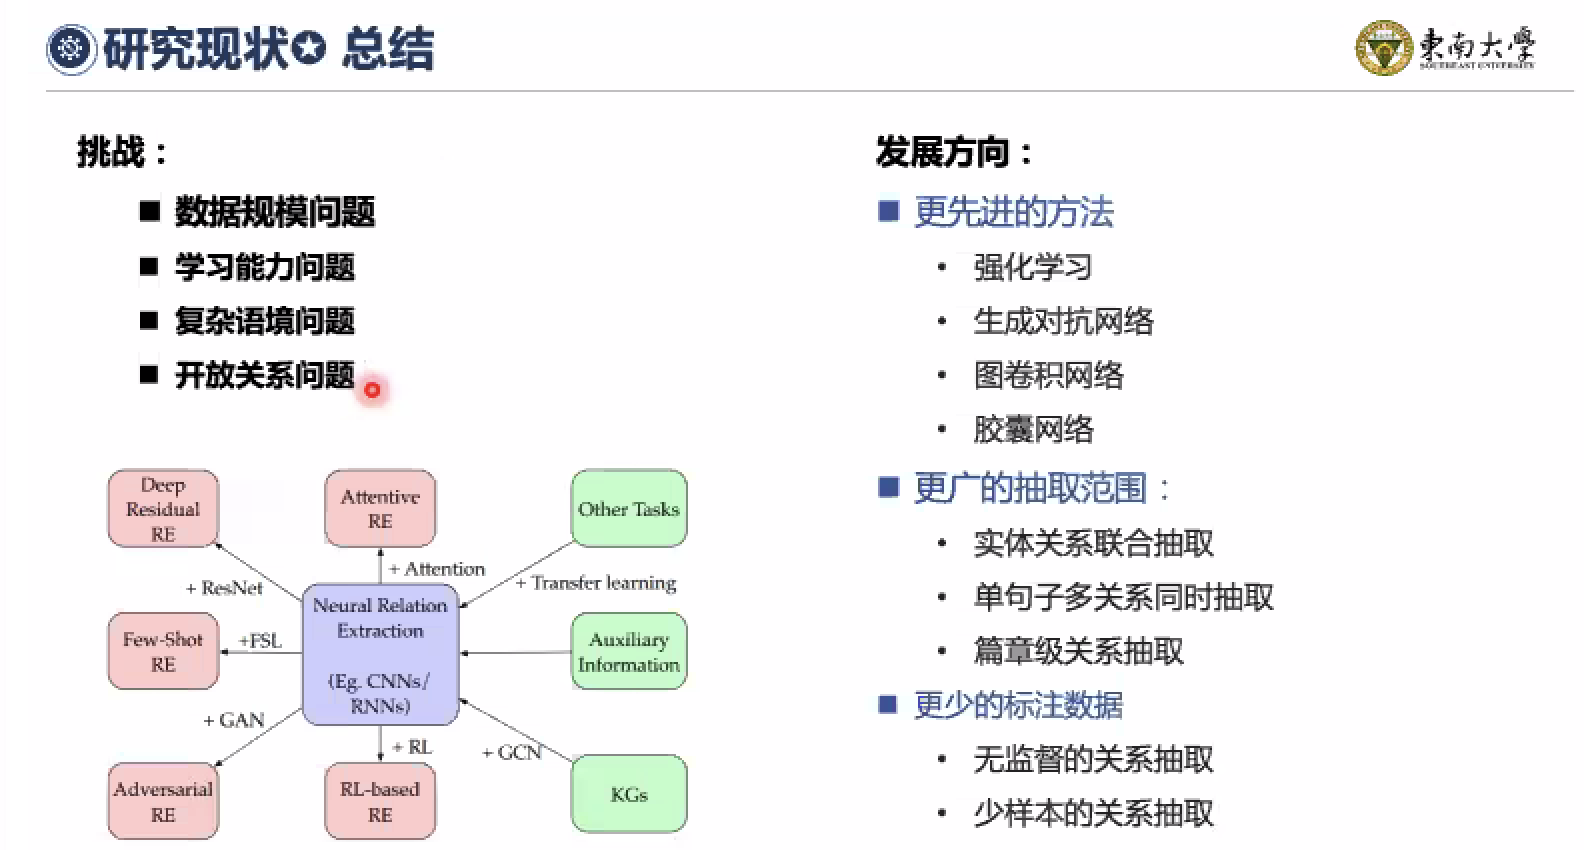 研究现状 总结
東南大學
SOUTHEAST UNIVERSITY
挑战：
■ 数据规模问题
■ 学习能力问题
■ 复杂语境问题
■ 开放关系问题
Deep
Residual
RE
Attentive
RE
Other Tasks
+ ResNet
+ Attention
+ Transfer learning
Few-Shot
RE
+FSL
Neural Relation
Extraction
(Eg. CNNs/
RNNs)
Auxiliary
Information
+ GAN
+ RL
+ GCN
Adversarial
RE
RL-based
RE
KGs
发展方向：
■ 更先进的方法
• 强化学习
• 生成对抗网络
• 图卷积网络
• 胶囊网络
■ 更广的抽取范围：
• 实体关系联合抽取
• 单句子多关系同时抽取
• 篇章级关系抽取
■ 更少的标注数据
• 无监督的关系抽取
• 少样本的关系抽取